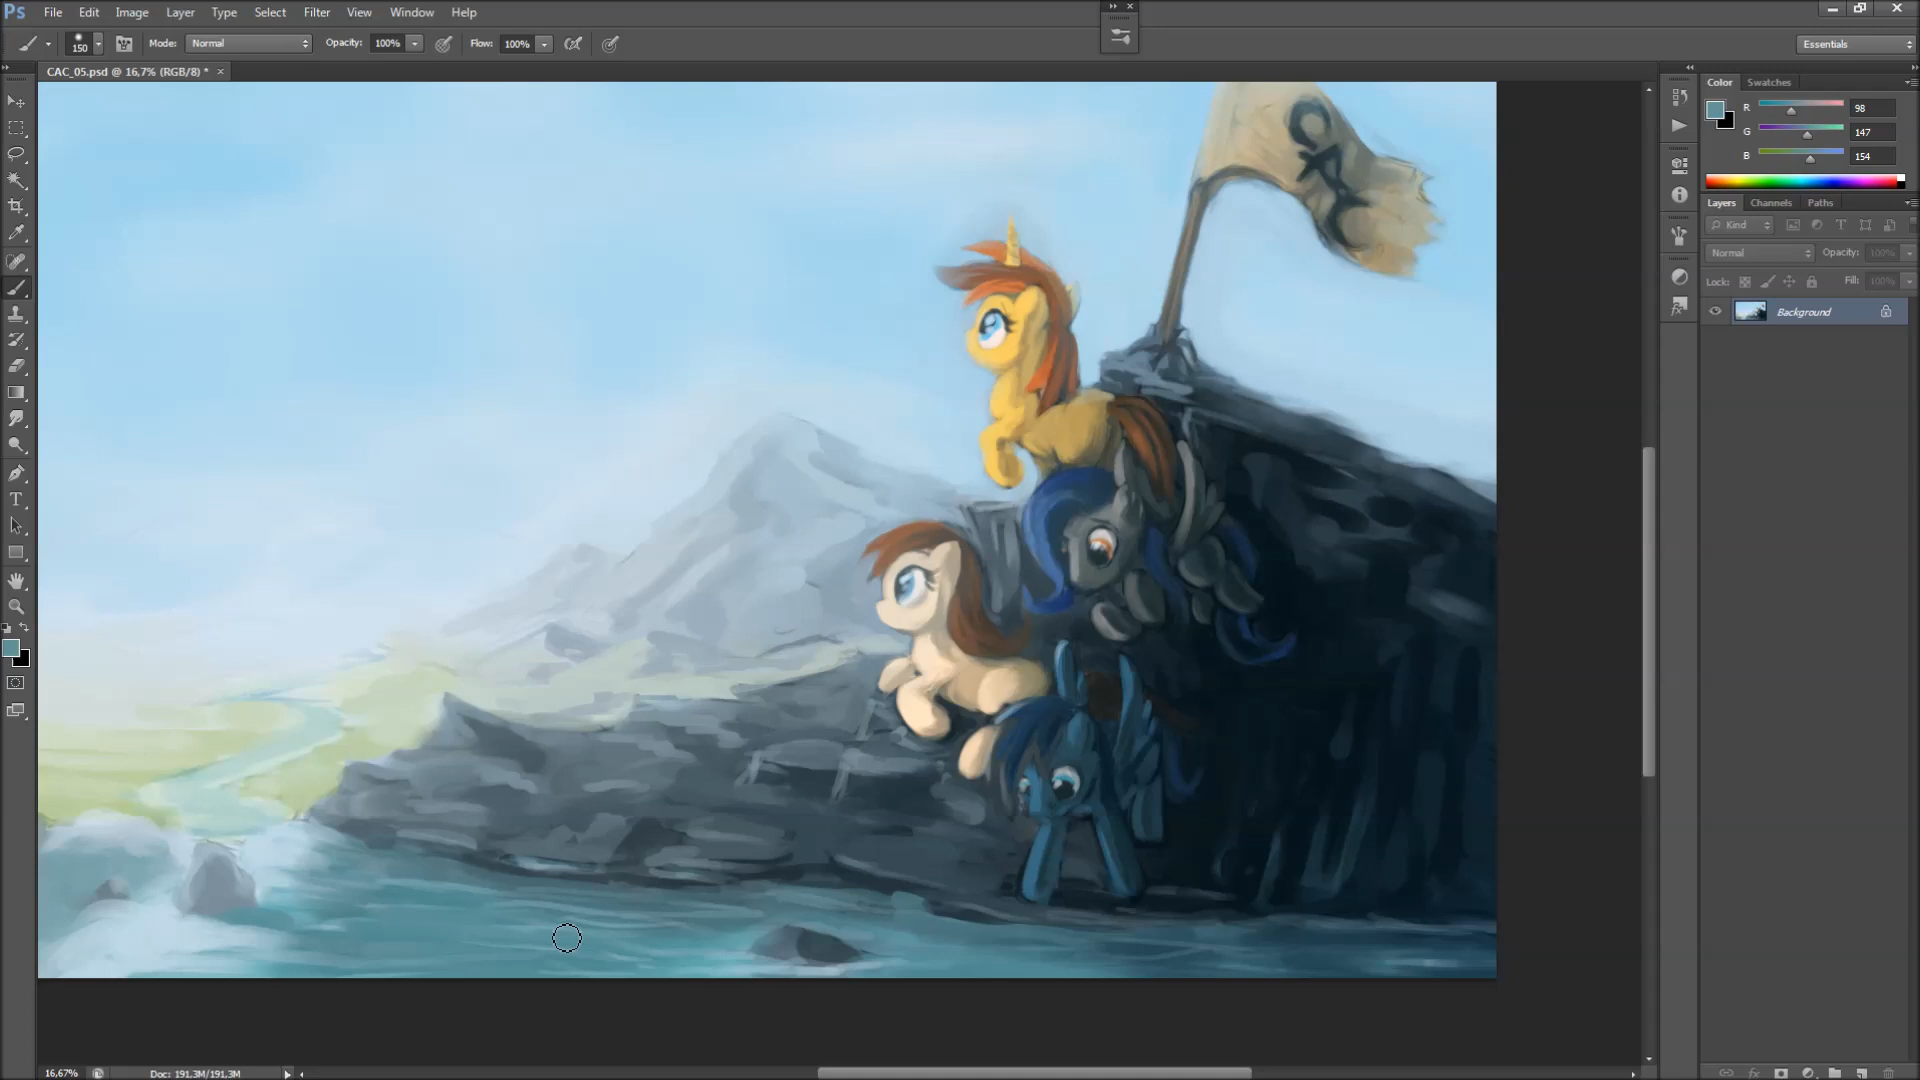 Ps File Edit Image Layer Type Select Filter View Window Help
150 Mode: Normal Opacity: 100% Flow: 100% Essentials
CAC_05.psd @ 16,7% (RGB/8) * ×
Color Swatches
R 98
G 147
B 154
Layers Channels Paths
Kind
Normal Opacity: 100%
Lock: Fill: 100%
Background
16,67% Doc: 191,3M/191,3M